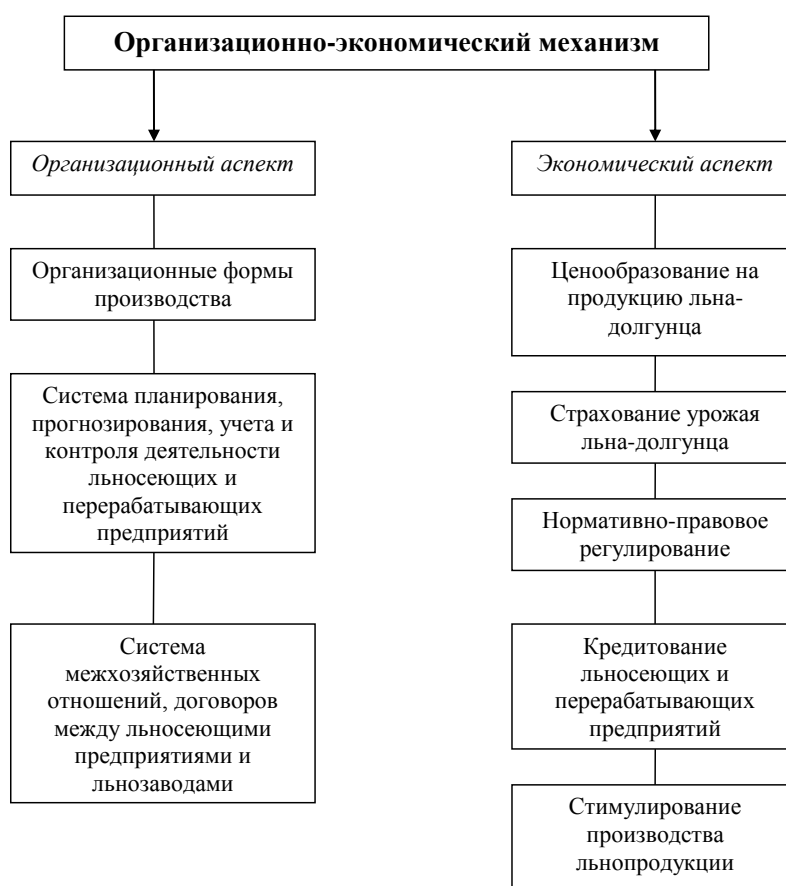 Организационно-экономический механизм
Организационный аспект
Организационные формы
производства
Система планирования,
прогнозирования, учета и
контроля деятельности
льносеющих и
перерабатывающих
предприятий
Система
межхозяйственных
отношений, договоров
между льносеющими
предприятиями и
льнозаводами
Экономический аспект
Ценообразование на
продукцию льна-
долгунца
Страхование урожая
льна-долгунца
Нормативно-правовое
регулирование
Кредитование
льносеющих и
перерабатывающих
предприятий
Стимулирование
производства
льнопродукции